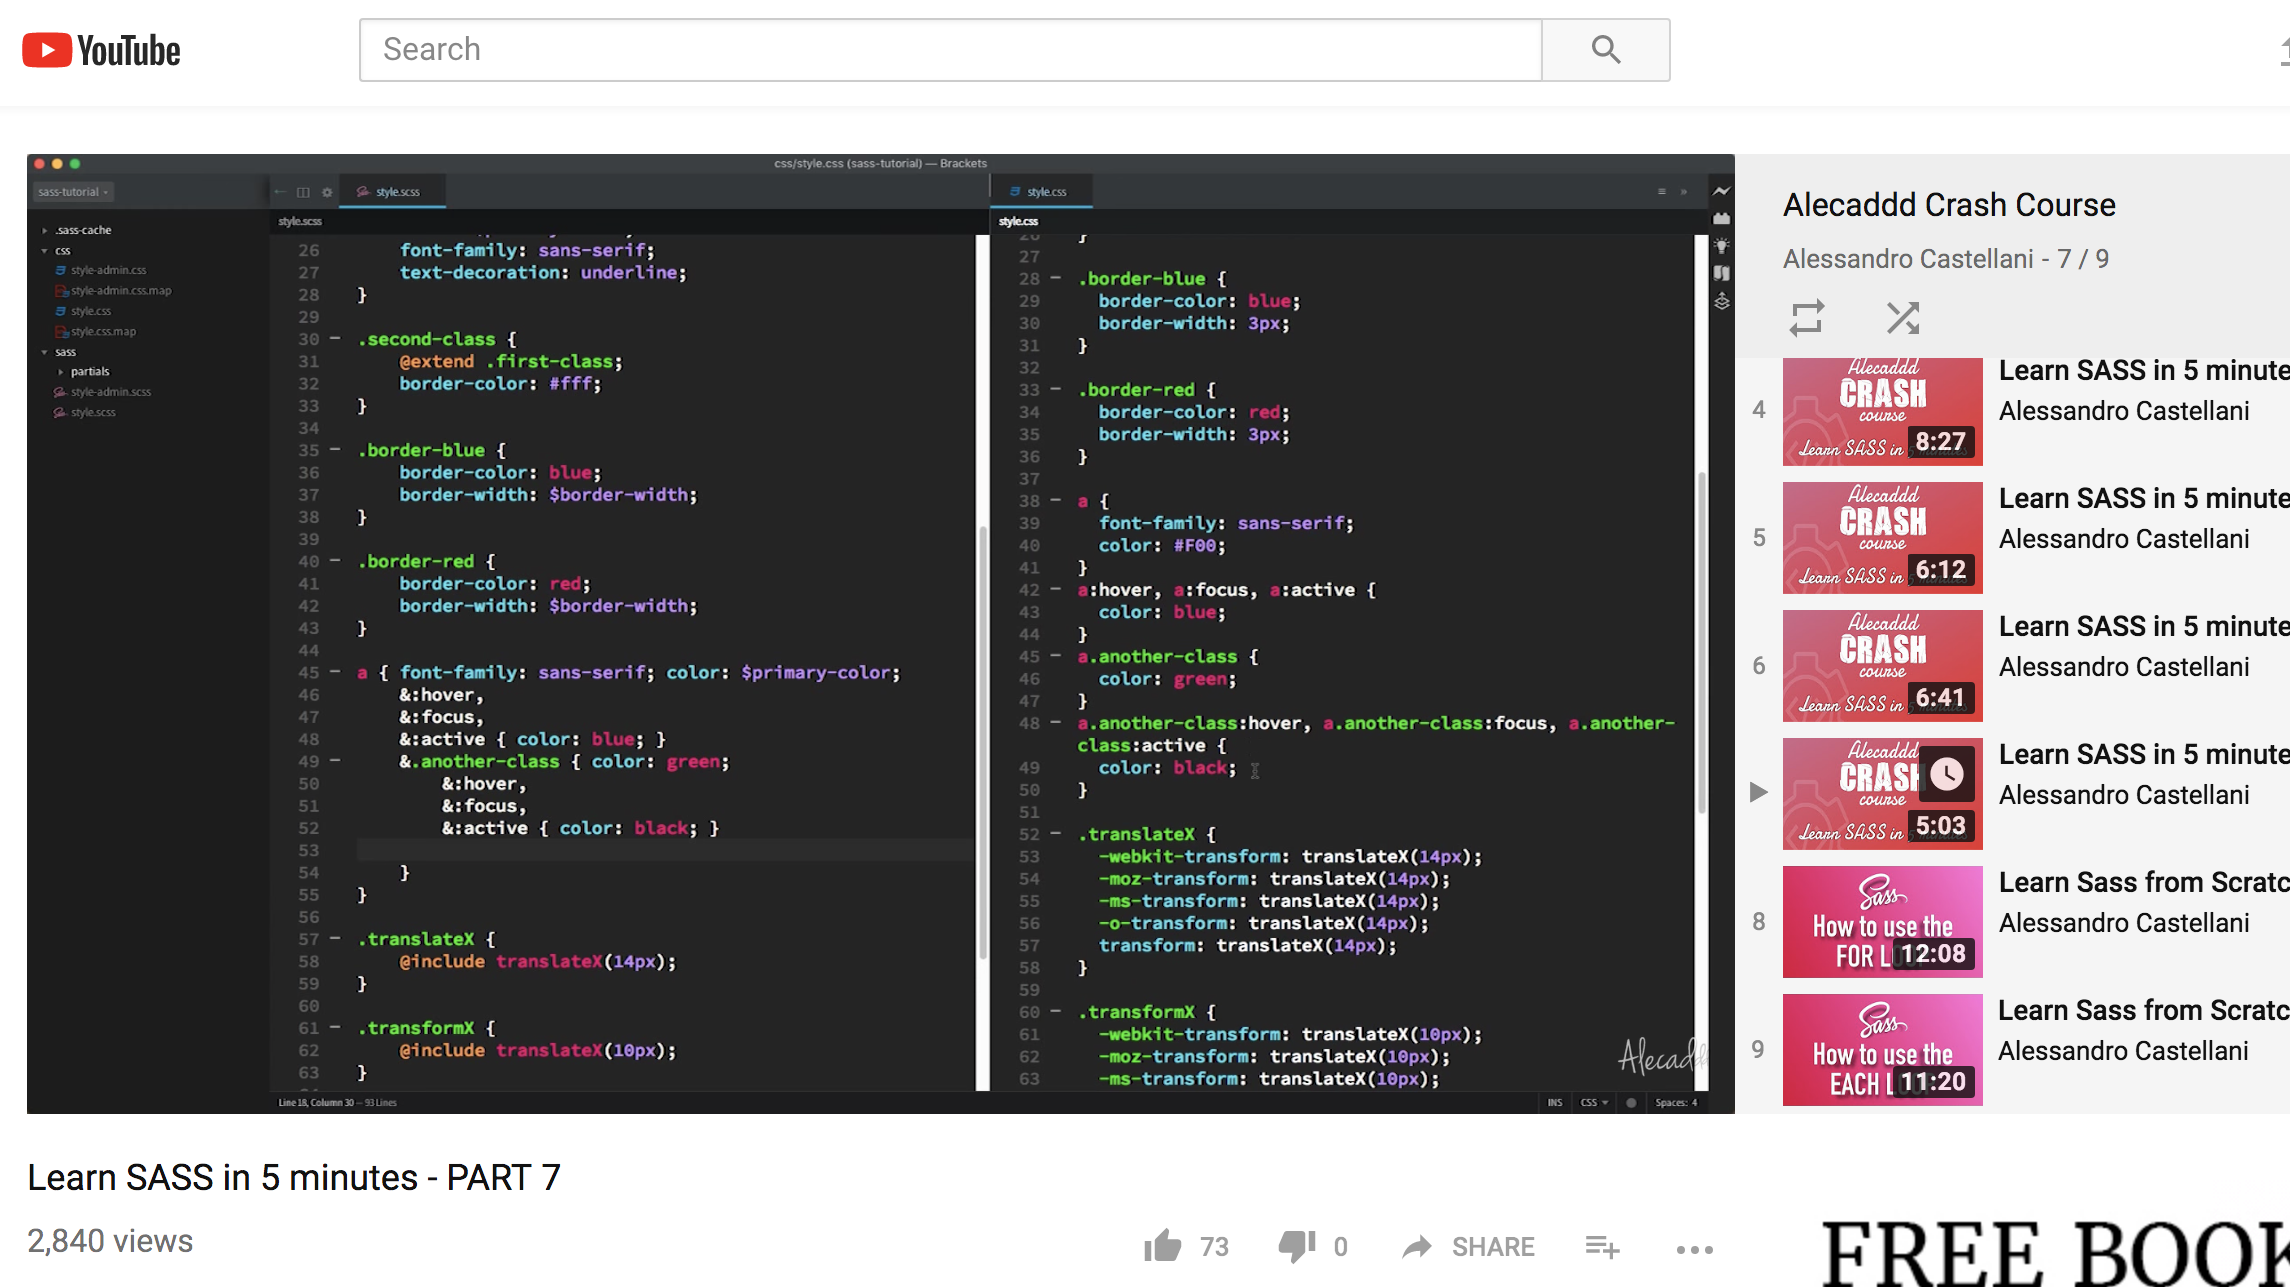 YouTube
Search
css/style.css (sass-tutorial) — Brackets
sass-tutorial
.sass-cache
css
style-admin.css
style-admin.css.map
style.css
style.css.map
sass
partials
style-admin.scss
style.scss
style.scss
style.scss
26 font-family: sans-serif;
27 text-decoration: underline;
28 }
29
30 .second-class {
31 @extend .first-class;
32 border-color: #fff;
33 }
34
35 .border-blue {
36 border-color: blue;
37 border-width: $border-width;
38 }
39
40 .border-red {
41 border-color: red;
42 border-width: $border-width;
43 }
44
45 a { font-family: sans-serif; color: $primary-color;
46 &:hover,
47 &:focus,
48 &:active { color: blue; }
49 &.another-class { color: green;
50 &:hover,
51 &:focus,
52 &:active { color: black; }
53
54 }
55 }
56
57 .translateX {
58 @include translateX(14px);
59 }
60
61 .transformX {
62 @include translateX(10px);
63 }
Line 18, Column 30 — 93 Lines
style.css
style.css
26 }
27
28 .border-blue {
29 border-color: blue;
30 border-width: 3px;
31 }
32
33 .border-red {
34 border-color: red;
35 border-width: 3px;
36 }
37
38 a {
39 font-family: sans-serif;
40 color: #F00;
41 }
42 a:hover, a:focus, a:active {
43 color: blue;
44 }
45 a.another-class {
46 color: green;
47 }
48 a.another-class:hover, a.another-class:focus, a.another-
class:active {
49 color: black;
50 }
51
52 .translateX {
53 -webkit-transform: translateX(14px);
54 -moz-transform: translateX(14px);
55 -ms-transform: translateX(14px);
56 -o-transform: translateX(14px);
57 transform: translateX(14px);
58 }
59
60 .transformX {
61 -webkit-transform: translateX(10px);
62 -moz-transform: translateX(10px);
63 -ms-transform: translateX(10px);
Alecadd
INS CSS Spaces: 4
Alecaddd Crash Course
Alessandro Castellani - 7 / 9
4
Alecaddd
CRASH
course
Learn SASS in
8:27
Learn SASS in 5 minute
Alessandro Castellani
5
Alecaddd
CRASH
course
Learn SASS in
6:12
Learn SASS in 5 minute
Alessandro Castellani
6
Alecaddd
CRASH
course
Learn SASS in
6:41
Learn SASS in 5 minute
Alessandro Castellani
Alecaddd
CRASH
course
Learn SASS in
5:03
Learn SASS in 5 minute
Alessandro Castellani
8
Sass
How to use the
FOR L
12:08
Learn Sass from Scratc
Alessandro Castellani
9
Sass
How to use the
EACH L
11:20
Learn Sass from Scratc
Alessandro Castellani
Learn SASS in 5 minutes - PART 7
2,840 views
73 0 SHARE
FREE BOOK